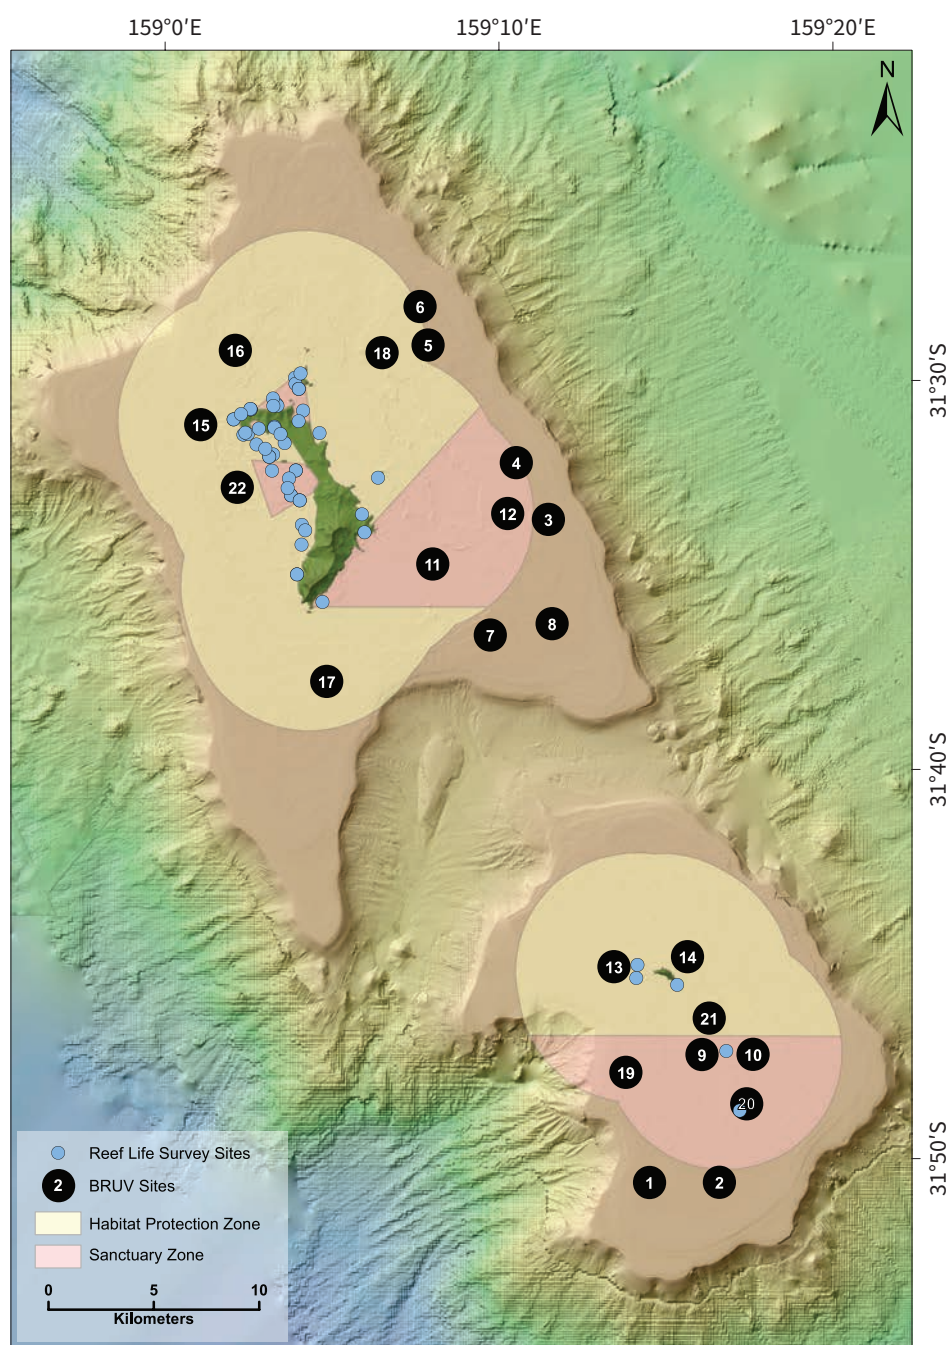 159°0'E 159°10'E 159°20'E
N
6
5
16
18
31°30'S
15
4
22
12
3
11
8
7
17
31°40'S
14
13
21
9
10
19
20
31°50'S
1
2
Reef Life Survey Sites
2 BRUV Sites
Habitat Protection Zone
Sanctuary Zone
0 5 10
Kilometers